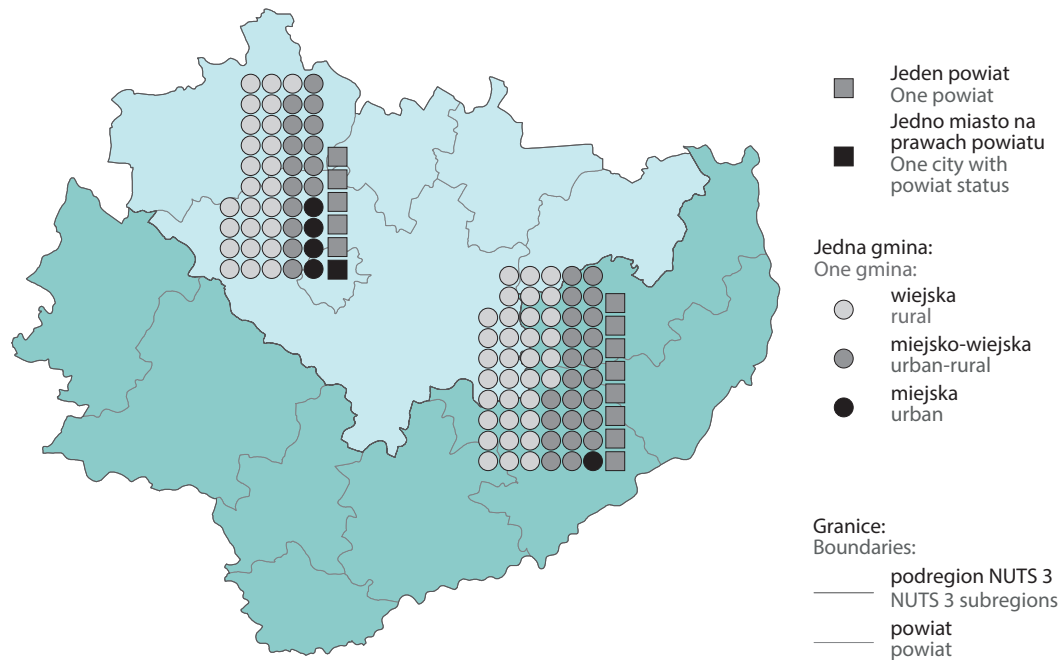 Jeden powiat
One powiat
Jedno miasto na
prawach powiatu
One city with
powiat status
Jedna gmina:
One gmina:
wiejska
rural
miejsko-wiejska
urban-rural
miejska
urban
Granice:
Boundaries:
podregion NUTS 3
NUTS 3 subregions
powiat
powiat